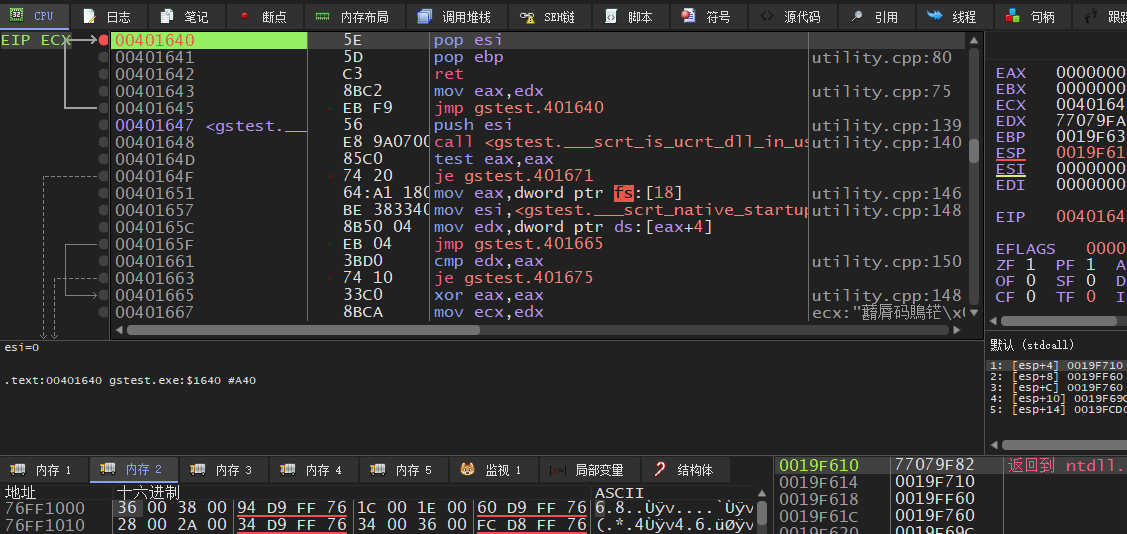 CPU 日志 笔记 断点 内存布局 调用堆栈 SEH链 脚本 符号 源代码 引用 线程 句柄 跟踪
EIP ECX 00401640 5E pop esi
00401641 5D pop ebp utility.cpp:80
00401642 C3 ret
00401643 8BC2 mov eax,edx utility.cpp:75
00401645 EB F9 jmp gstest.401640
00401647 <gstest.__ 56 push esi utility.cpp:139
00401648 E8 9A0700 call <gstest.___scrt_is_ucrt_dll_in_us utility.cpp:140
0040164D 85C0 test eax,eax
0040164F 74 20 je gstest.401671
00401651 64:A1 180 mov eax,dword ptr fs:[18] utility.cpp:146
00401657 BE 383340 mov esi,<gstest.___scrt_native_startup utility.cpp:148
0040165C 8B50 04 mov edx,dword ptr ds:[eax+4]
0040165F EB 04 jmp gstest.401665
00401661 3BD0 cmp edx,eax utility.cpp:150
00401663 74 10 je gstest.401675
00401665 33C0 xor eax,eax utility.cpp:148
00401667 8BCA mov ecx,edx ecx:"
EAX 0000000
EBX 0000000
ECX 0040164
EDX 77079FA
EBP 0019F63
ESP 0019F61
ESI 0000000
EDI 0000000
EIP 0040164
EFLAGS 0000
ZF 1 PF 1 A
OF 0 SF 0 D
CF 0 TF 0 I
esi=0
.text:00401640 gstest.exe:$1640 #A40
默认 (stdcall)
1: [esp+4] 0019F710
2: [esp+8] 0019FF60
3: [esp+C] 0019F760
4: [esp+10] 0019F69C
5: [esp+14] 0019FCD0
内存 1 内存 2 内存 3 内存 4 内存 5 监视 1 [x=] 局部变量 结构体
地址 十六进制 ASCII
76FF1000 36 00 38 00 94 D9 FF 76 1C 00 1E 00 60 D9 FF 76 6.8..Ùÿv....`Ùÿv
76FF1010 28 00 2A 00 34 D9 FF 76 34 00 36 00 FC D8 FF 76 (.*.4Ùÿv4.6.üØÿv
0019F610 77079F82 返回到 ntdll.
0019F614 0019F710
0019F618 0019FF60
0019F61C 0019F760
0019F620 0019F69C